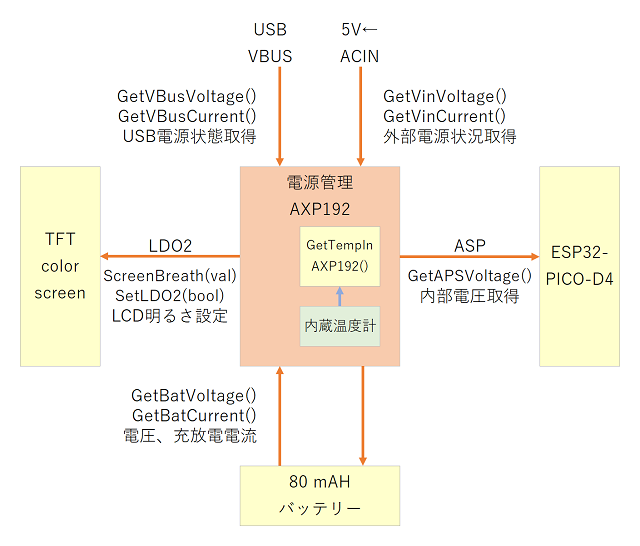 USB
VBUS
5V←
ACIN
GetVBusVoltage()
GetVBusCurrent()
USB電源状態取得
GetVinVoltage()
GetVinCurrent()
外部電源状況取得
電源管理
AXP192
GetTempIn
AXP192()
内蔵温度計
TFT
color
screen
LDO2
ScreenBreath(val)
SetLDO2(bool)
LCD明るさ設定
ASP
GetAPSVoltage()
内部電圧取得
ESP32-
PICO-D4
GetBatVoltage()
GetBatCurrent()
電圧、充放電電流
80 mAH
バッテリー